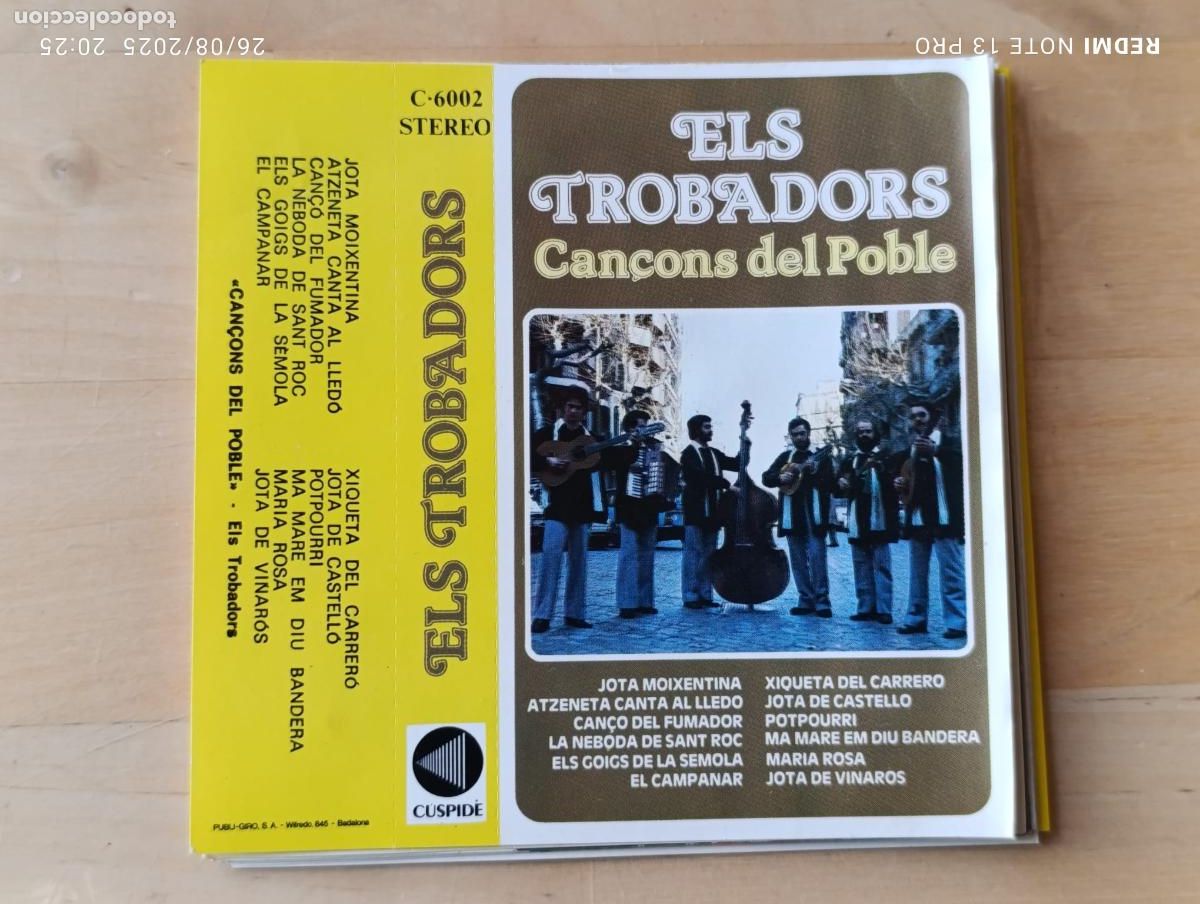 todocoleccion
26/08/2025 20:25
REDMI NOTE 13 PRO
C-6002
STEREO
ELS TROBADORS
CÚSPIDE
JOTA MOIXENTINA
ATZENETA CANTA AL LLEDÓ
CANÇÓ DEL FUMADOR
LA NEBODA DE SANT ROC
ELS GOIGS DE LA SÈMOLA
EL CAMPANAR
XIQUETA DEL CARRERÓ
JOTA DE CASTELLÓ
POTPOURRI
MA MARE EM DIU BANDERA
MARIA ROSA
JOTA DE VINARÓS
«CANÇONS DEL POBLE» - Els Trobadors
PUBLI-GIRO, S. A. - Wifredo, 645 - Badalona
ELS
TROBADORS
Cançons del Poble
JOTA MOIXENTINA
ATZENETA CANTA AL LLEDO
CANÇO DEL FUMADOR
LA NEBODA DE SANT ROC
ELS GOIGS DE LA SEMOLA
EL CAMPANAR
XIQUETA DEL CARRERO
JOTA DE CASTELLO
POTPOURRI
MA MARE EM DIU BANDERA
MARIA ROSA
JOTA DE VINAROS